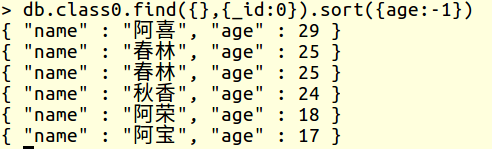 > db.class0.find({},{_id:0}).sort({age:-1})
{ "name" : "阿喜", "age" : 29 }
{ "name" : "春林", "age" : 25 }
{ "name" : "春林", "age" : 25 }
{ "name" : "秋香", "age" : 24 }
{ "name" : "阿荣", "age" : 18 }
{ "name" : "阿宝", "age" : 17 }